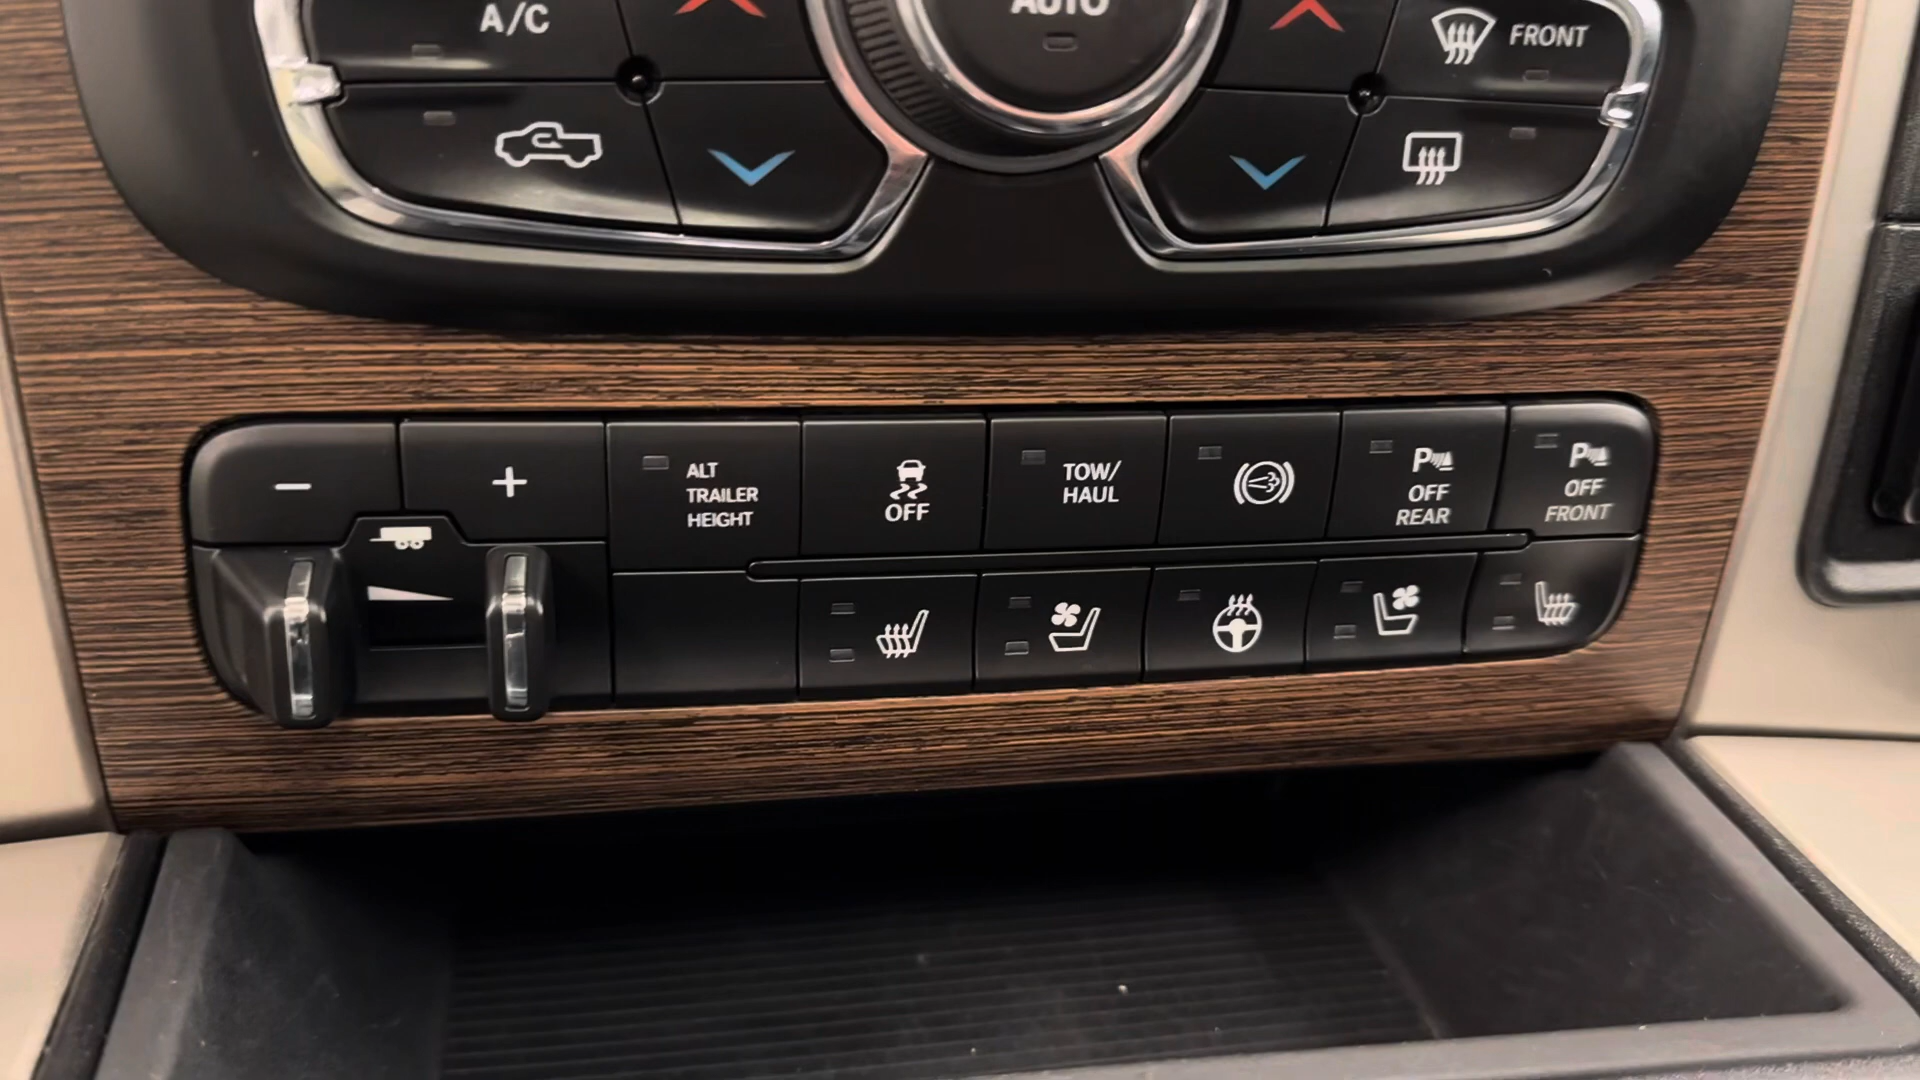 AUTO
A/C
FRONT
ALT
TRAILER
HEIGHT
OFF
TOW/
HAUL
P
OFF
REAR
P
OFF
FRONT